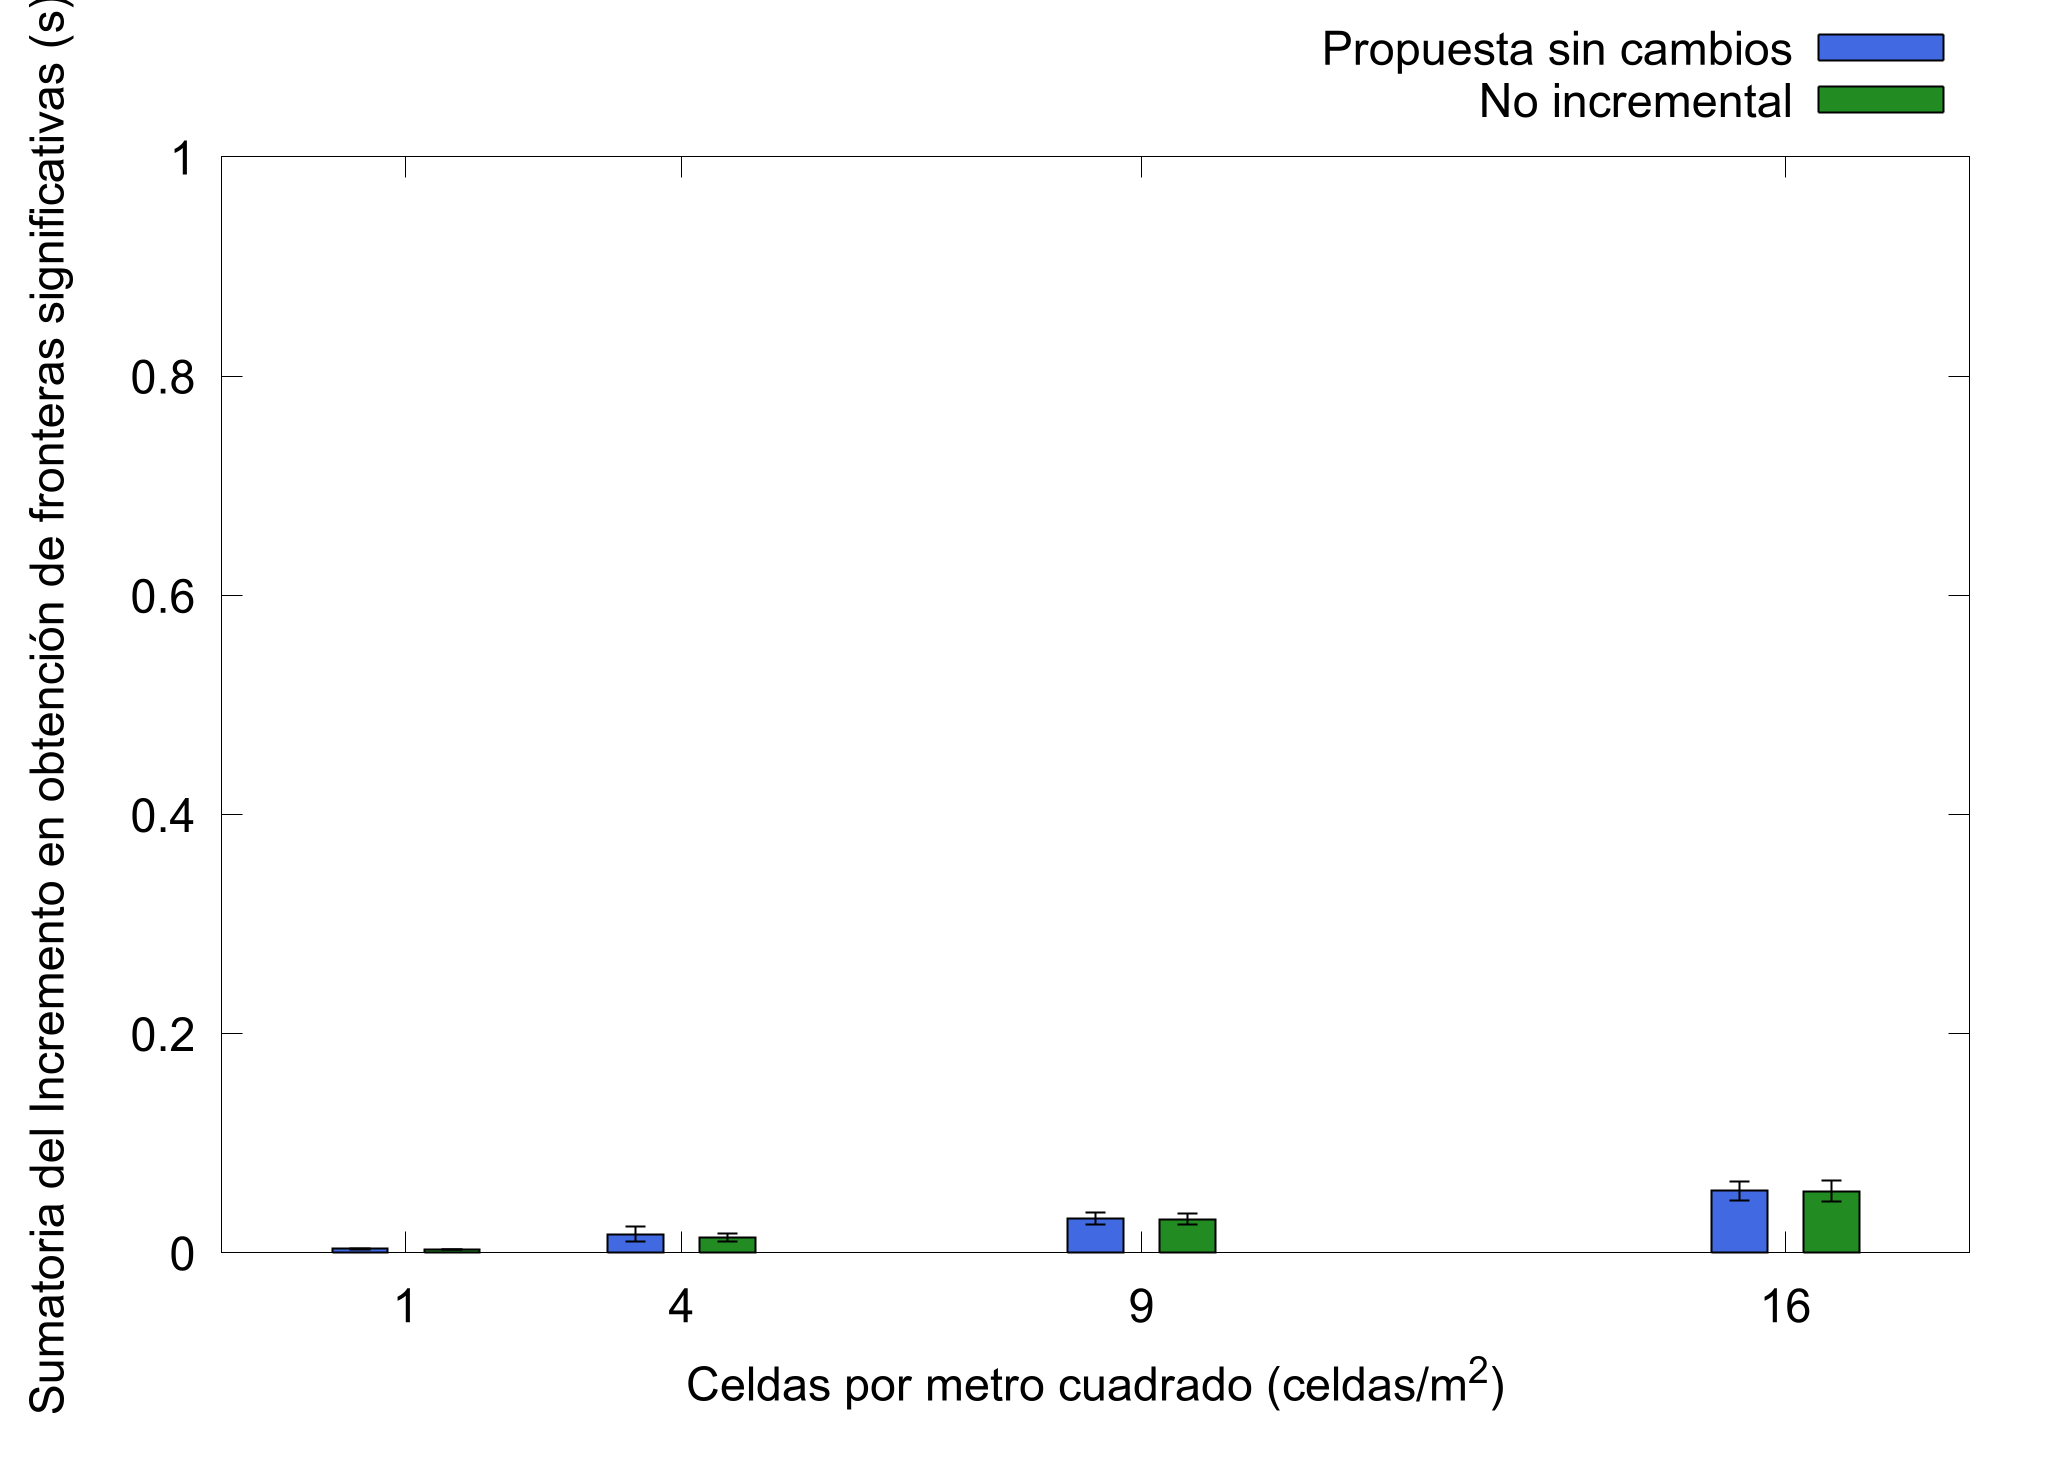 Propuesta sin cambios
No incremental
Sumatoria del Incremento en obtención de fronteras significativas (s)
1
0.8
0.6
0.4
0.2
0
1 4 9 16
Celdas por metro cuadrado (celdas/m²)